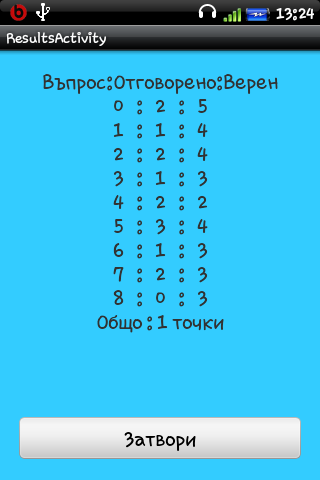 13:24
ResultsActivity
Въпрос:Отговорено:Верен
0 : 2 : 5
1 : 1 : 4
2 : 2 : 4
3 : 1 : 3
4 : 2 : 2
5 : 3 : 4
6 : 1 : 3
7 : 2 : 3
8 : 0 : 3
Общо:1 точки
Затвори